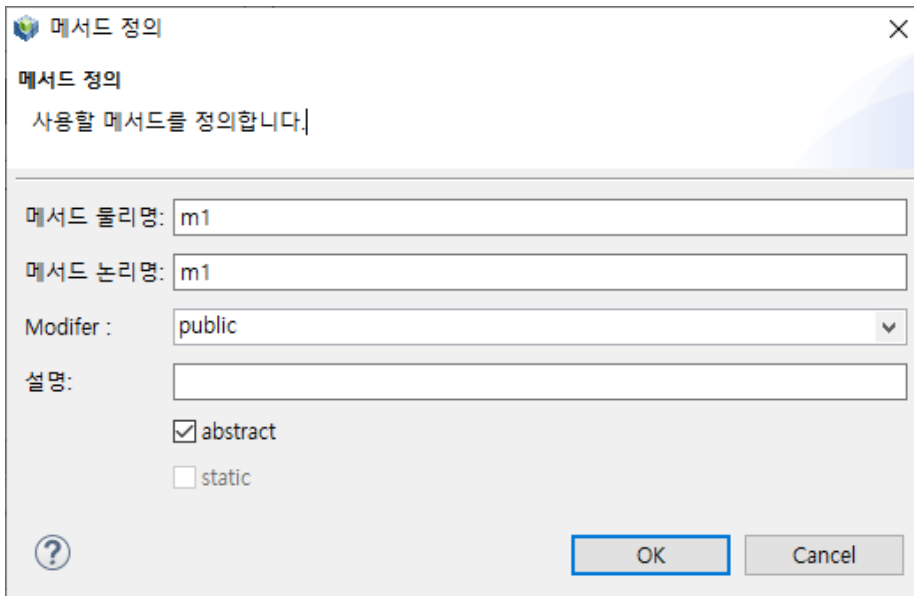 메서드 정의
메서드 정의
사용할 메서드를 정의합니다.
메서드 물리명: m1
메서드 논리명: m1
Modifer : public
설명:
abstract
static
OK Cancel